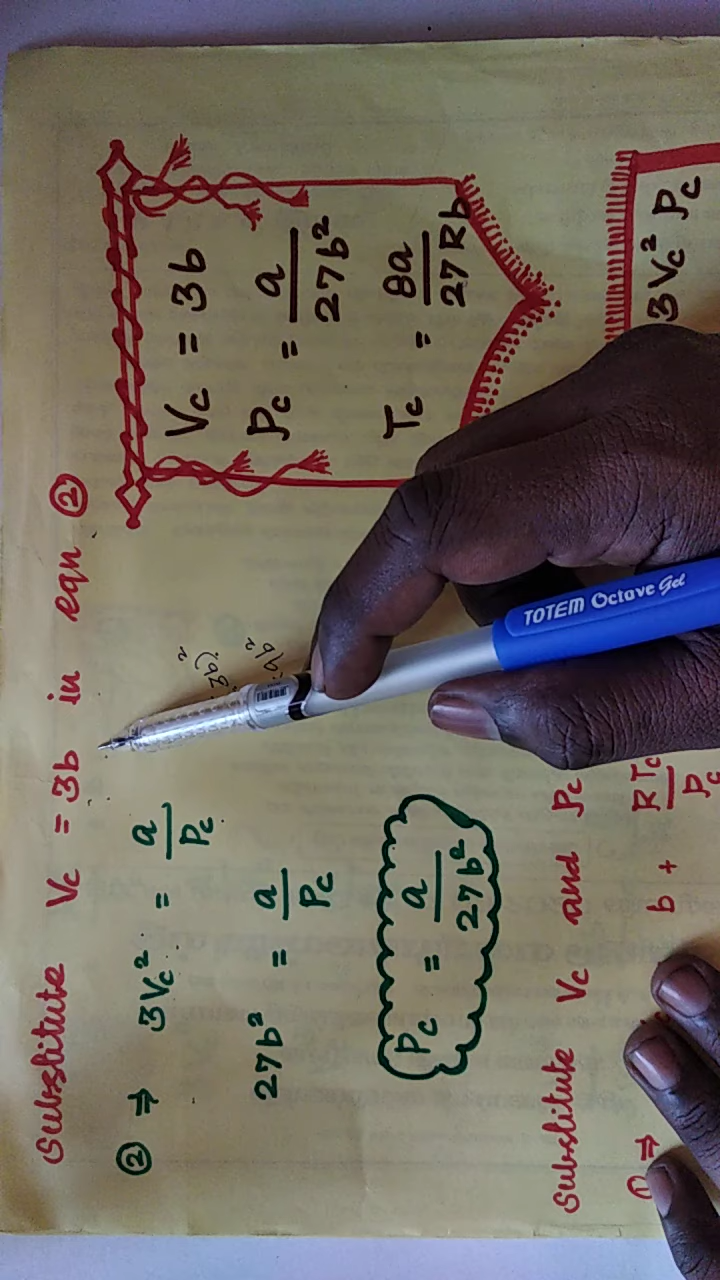 Substitute Vc = 3b in eqn ②
② ⇒ 3Vc² = a/Pc
3b)²
9b²
27b² = a/Pc
Pc = a/27b²
Substitute Vc and Pc
b + RTc/Pc
Vc = 3b
Pc = a/27b²
Tc = 8a/27Rb
3Vc² Pc
TOTEM Octave Gel